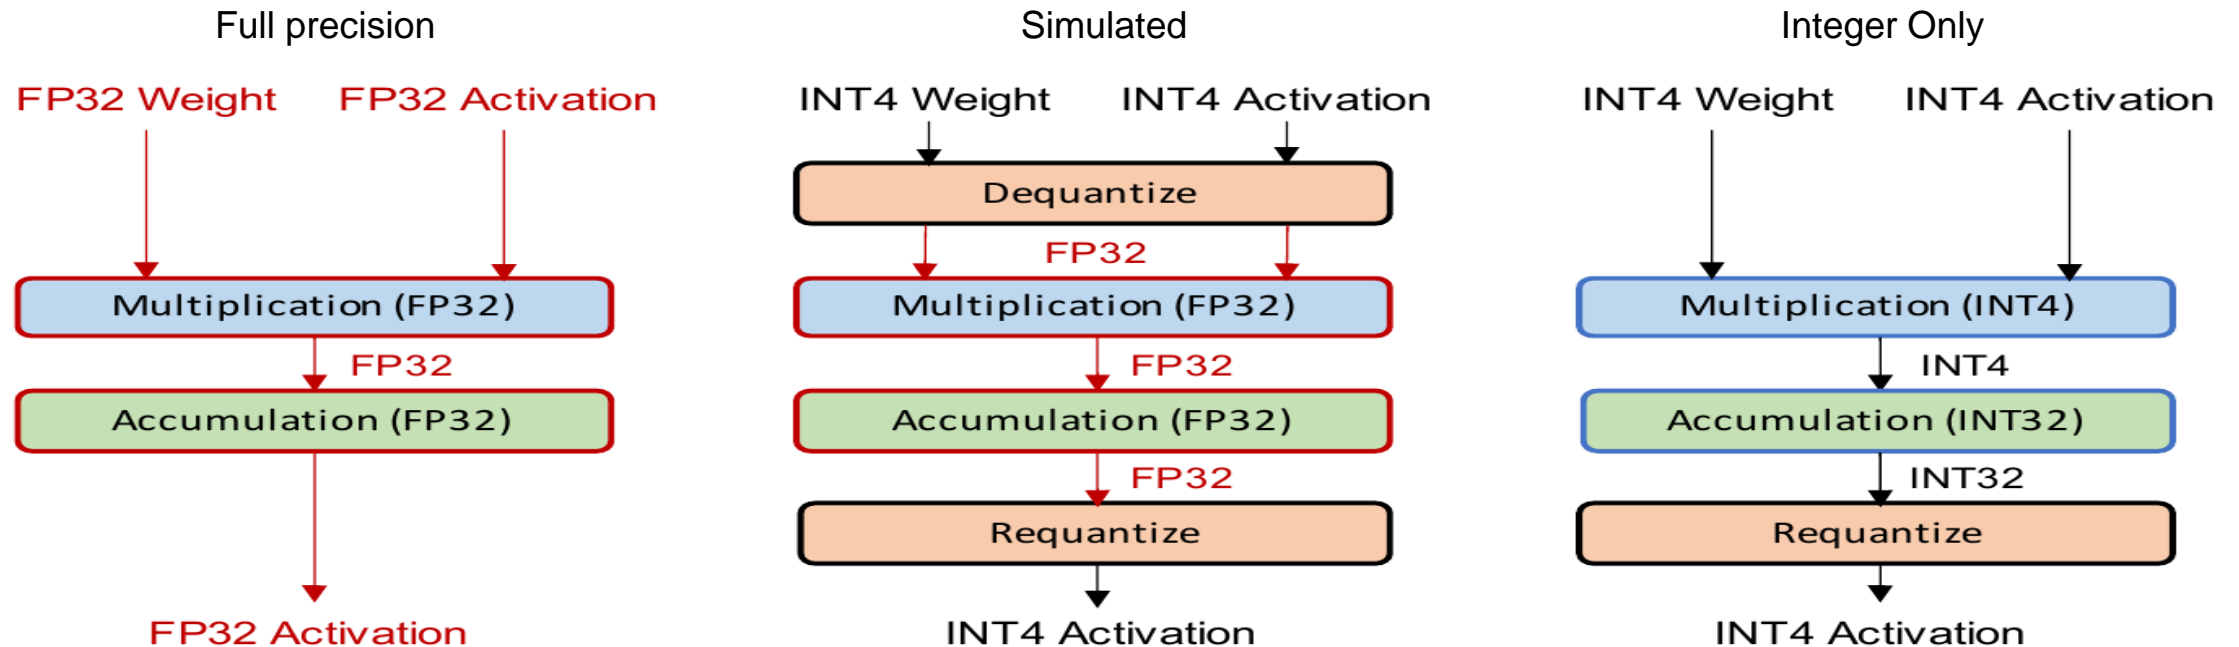 Full precision
FP32 Weight
FP32 Activation
Multiplication (FP32)
FP32
Accumulation (FP32)
FP32 Activation
Simulated
INT4 Weight
INT4 Activation
Dequantize
FP32
Multiplication (FP32)
FP32
Accumulation (FP32)
FP32
Requantize
INT4 Activation
Integer Only
INT4 Weight
INT4 Activation
Multiplication (INT4)
INT4
Accumulation (INT32)
INT32
Requantize
INT4 Activation